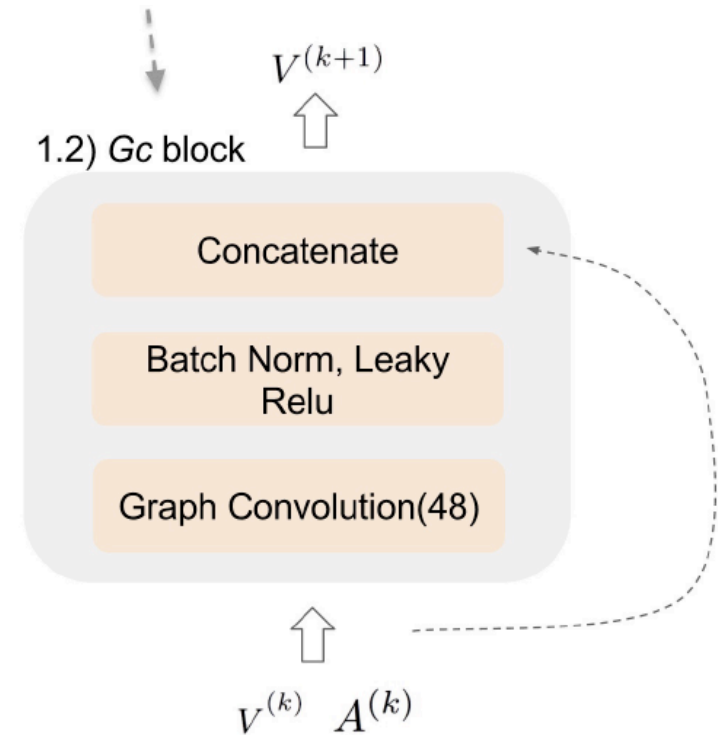 V^{(k+1)}
1.2) Gc block
Concatenate
Batch Norm, Leaky
Relu
Graph Convolution(48)
V^{(k)} A^{(k)}